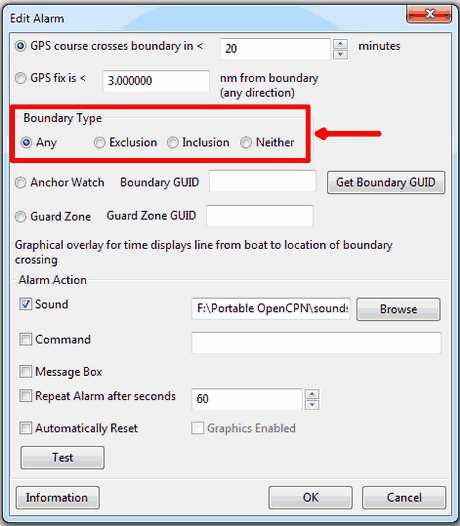 Edit Alarm
GPS course crosses boundary in < 20 minutes
GPS fix is < 3.000000 nm from boundary
(any direction)
Boundary Type
Any Exclusion Inclusion Neither
Anchor Watch Boundary GUID Get Boundary GUID
Guard Zone Guard Zone GUID
Graphical overlay for time displays line from boat to location of boundary
crossing
Alarm Action
Sound F:\Portable OpenCPN\sounds Browse
Command
Message Box
Repeat Alarm after seconds 60
Automatically Reset Graphics Enabled
Test
Information OK Cancel